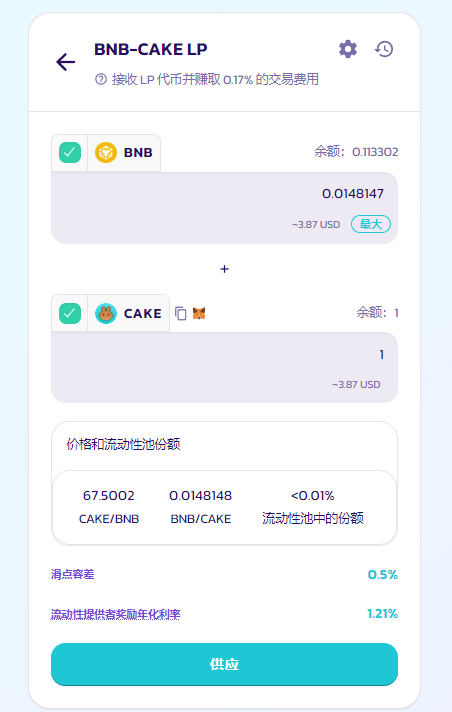 BNB-CAKE LP
接收 LP 代币并赚取 0.17% 的交易费用
BNB
余额：0.113302
0.0148147
~3.87 USD 最大
+
CAKE
余额：1
1
~3.87 USD
价格和流动性池份额
67.5002 0.0148148 <0.01%
CAKE/BNB BNB/CAKE 流动性池中的份额
滑点容差 0.5%
流动性提供者奖励年化利率 1.21%
供应